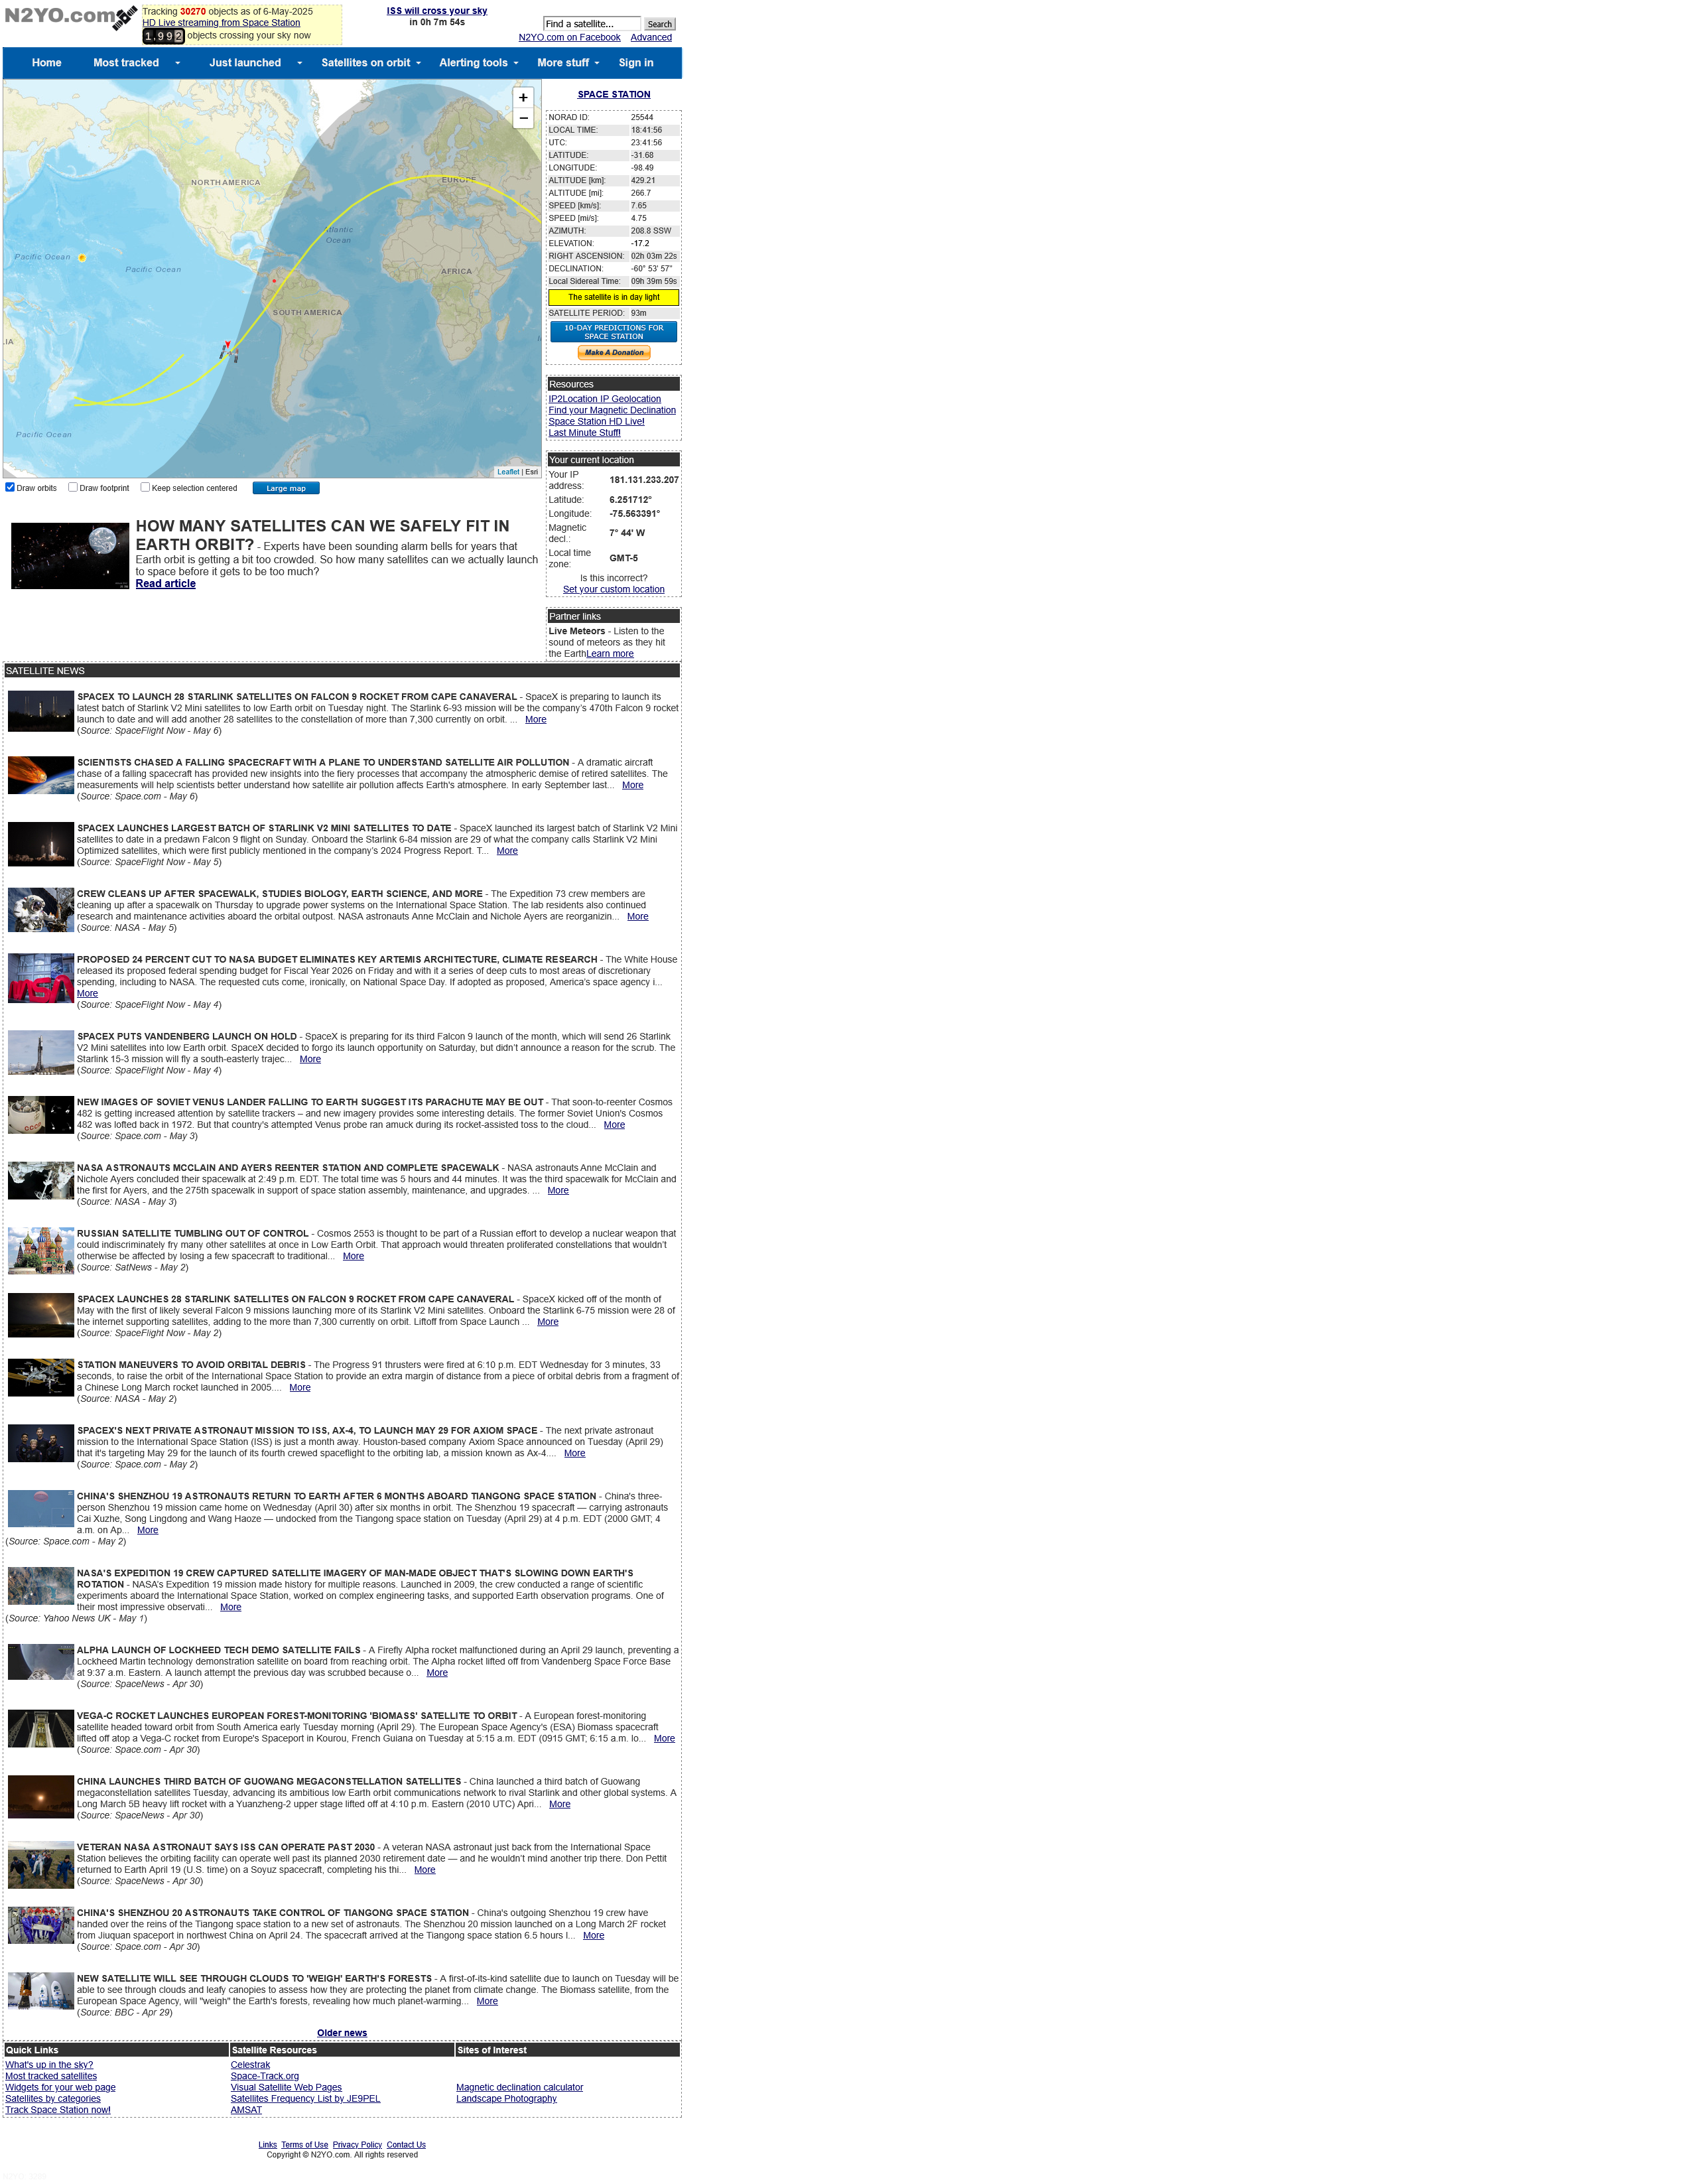 N2YO.com
Tracking 30270 objects as of 6-May-2025
HD Live streaming from Space Station
1,992 objects crossing your sky now
ISS will cross your sky
in 0h 7m 54s
Find a satellite... Search
N2YO.com on Facebook Advanced
Home Most tracked Just launched Satellites on orbit Alerting tools More stuff Sign in
+
−
NORTH AMERICA
EUROPE
Atlantic
Ocean
Pacific Ocean
Pacific Ocean
AFRICA
SOUTH AMERICA
LIA
Pacific Ocean
Leaflet | Esri
Draw orbits Draw footprint Keep selection centered Large map
SPACE STATION
NORAD ID: 25544
LOCAL TIME: 18:41:56
UTC: 23:41:56
LATITUDE: -31.68
LONGITUDE: -98.49
ALTITUDE [km]: 429.21
ALTITUDE [mi]: 266.7
SPEED [km/s]: 7.65
SPEED [mi/s]: 4.75
AZIMUTH: 208.8 SSW
ELEVATION: -17.2
RIGHT ASCENSION: 02h 03m 22s
DECLINATION: -60° 53' 57''
Local Sidereal Time: 09h 39m 59s
The satellite is in day light
SATELLITE PERIOD: 93m
10-DAY PREDICTIONS FOR
SPACE STATION
Make A Donation
Resources
IP2Location IP Geolocation
Find your Magnetic Declination
Space Station HD Live!
Last Minute Stuff!
Your current location
Your IP
address: 181.131.233.207
Latitude: 6.251712°
Longitude: -75.563391°
Magnetic
decl.: 7° 44' W
Local time
zone: GMT-5
Is this incorrect?
Set your custom location
Partner links
Live Meteors - Listen to the
sound of meteors as they hit
the EarthLearn more
HOW MANY SATELLITES CAN WE SAFELY FIT IN
EARTH ORBIT? - Experts have been sounding alarm bells for years that
Earth orbit is getting a bit too crowded. So how many satellites can we actually launch
to space before it gets to be too much?
Read article
SATELLITE NEWS
SPACEX TO LAUNCH 28 STARLINK SATELLITES ON FALCON 9 ROCKET FROM CAPE CANAVERAL - SpaceX is preparing to launch its
latest batch of Starlink V2 Mini satellites to low Earth orbit on Tuesday night. The Starlink 6-93 mission will be the company's 470th Falcon 9 rocket
launch to date and will add another 28 satellites to the constellation of more than 7,300 currently on orbit. ... More
(Source: SpaceFlight Now - May 6)
SCIENTISTS CHASED A FALLING SPACECRAFT WITH A PLANE TO UNDERSTAND SATELLITE AIR POLLUTION - A dramatic aircraft
chase of a falling spacecraft has provided new insights into the fiery processes that accompany the atmospheric demise of retired satellites. The
measurements will help scientists better understand how satellite air pollution affects Earth's atmosphere. In early September last... More
(Source: Space.com - May 6)
SPACEX LAUNCHES LARGEST BATCH OF STARLINK V2 MINI SATELLITES TO DATE - SpaceX launched its largest batch of Starlink V2 Mini
satellites to date in a predawn Falcon 9 flight on Sunday. Onboard the Starlink 6-84 mission are 29 of what the company calls Starlink V2 Mini
Optimized satellites, which were first publicly mentioned in the company's 2024 Progress Report. T... More
(Source: SpaceFlight Now - May 5)
CREW CLEANS UP AFTER SPACEWALK, STUDIES BIOLOGY, EARTH SCIENCE, AND MORE - The Expedition 73 crew members are
cleaning up after a spacewalk on Thursday to upgrade power systems on the International Space Station. The lab residents also continued
research and maintenance activities aboard the orbital outpost. NASA astronauts Anne McClain and Nichole Ayers are reorganizin... More
(Source: NASA - May 5)
PROPOSED 24 PERCENT CUT TO NASA BUDGET ELIMINATES KEY ARTEMIS ARCHITECTURE, CLIMATE RESEARCH - The White House
released its proposed federal spending budget for Fiscal Year 2026 on Friday and with it a series of deep cuts to most areas of discretionary
spending, including to NASA. The requested cuts come, ironically, on National Space Day. If adopted as proposed, America's space agency i...
More
(Source: SpaceFlight Now - May 4)
SPACEX PUTS VANDENBERG LAUNCH ON HOLD - SpaceX is preparing for its third Falcon 9 launch of the month, which will send 26 Starlink
V2 Mini satellites into low Earth orbit. SpaceX decided to forgo its launch opportunity on Saturday, but didn't announce a reason for the scrub. The
Starlink 15-3 mission will fly a south-easterly trajec... More
(Source: SpaceFlight Now - May 4)
NEW IMAGES OF SOVIET VENUS LANDER FALLING TO EARTH SUGGEST ITS PARACHUTE MAY BE OUT - That soon-to-reenter Cosmos
482 is getting increased attention by satellite trackers – and new imagery provides some interesting details. The former Soviet Union's Cosmos
482 was lofted back in 1972. But that country's attempted Venus probe ran amuck during its rocket-assisted toss to the cloud... More
(Source: Space.com - May 3)
NASA ASTRONAUTS MCCLAIN AND AYERS REENTER STATION AND COMPLETE SPACEWALK - NASA astronauts Anne McClain and
Nichole Ayers concluded their spacewalk at 2:49 p.m. EDT. The total time was 5 hours and 44 minutes. It was the third spacewalk for McClain and
the first for Ayers, and the 275th spacewalk in support of space station assembly, maintenance, and upgrades. ... More
(Source: NASA - May 3)
RUSSIAN SATELLITE TUMBLING OUT OF CONTROL - Cosmos 2553 is thought to be part of a Russian effort to develop a nuclear weapon that
could indiscriminately fry many other satellites at once in Low Earth Orbit. That approach would threaten proliferated constellations that wouldn't
otherwise be affected by losing a few spacecraft to traditional... More
(Source: SatNews - May 2)
SPACEX LAUNCHES 28 STARLINK SATELLITES ON FALCON 9 ROCKET FROM CAPE CANAVERAL - SpaceX kicked off of the month of
May with the first of likely several Falcon 9 missions launching more of its Starlink V2 Mini satellites. Onboard the Starlink 6-75 mission were 28 of
the internet supporting satellites, adding to the more than 7,300 currently on orbit. Liftoff from Space Launch ... More
(Source: SpaceFlight Now - May 2)
STATION MANEUVERS TO AVOID ORBITAL DEBRIS - The Progress 91 thrusters were fired at 6:10 p.m. EDT Wednesday for 3 minutes, 33
seconds, to raise the orbit of the International Space Station to provide an extra margin of distance from a piece of orbital debris from a fragment of
a Chinese Long March rocket launched in 2005.... More
(Source: NASA - May 2)
SPACEX'S NEXT PRIVATE ASTRONAUT MISSION TO ISS, AX-4, TO LAUNCH MAY 29 FOR AXIOM SPACE - The next private astronaut
mission to the International Space Station (ISS) is just a month away. Houston-based company Axiom Space announced on Tuesday (April 29)
that it's targeting May 29 for the launch of its fourth crewed spaceflight to the orbiting lab, a mission known as Ax-4.... More
(Source: Space.com - May 2)
CHINA'S SHENZHOU 19 ASTRONAUTS RETURN TO EARTH AFTER 6 MONTHS ABOARD TIANGONG SPACE STATION - China's three-
person Shenzhou 19 mission came home on Wednesday (April 30) after six months in orbit. The Shenzhou 19 spacecraft — carrying astronauts
Cai Xuzhe, Song Lingdong and Wang Haoze — undocked from the Tiangong space station on Tuesday (April 29) at 4 p.m. EDT (2000 GMT; 4
a.m. on Ap... More
(Source: Space.com - May 2)
NASA'S EXPEDITION 19 CREW CAPTURED SATELLITE IMAGERY OF MAN-MADE OBJECT THAT'S SLOWING DOWN EARTH'S
ROTATION - NASA's Expedition 19 mission made history for multiple reasons. Launched in 2009, the crew conducted a range of scientific
experiments aboard the International Space Station, worked on complex engineering tasks, and supported Earth observation programs. One of
their most impressive observati... More
(Source: Yahoo News UK - May 1)
ALPHA LAUNCH OF LOCKHEED TECH DEMO SATELLITE FAILS - A Firefly Alpha rocket malfunctioned during an April 29 launch, preventing a
Lockheed Martin technology demonstration satellite on board from reaching orbit. The Alpha rocket lifted off from Vandenberg Space Force Base
at 9:37 a.m. Eastern. A launch attempt the previous day was scrubbed because o... More
(Source: SpaceNews - Apr 30)
VEGA-C ROCKET LAUNCHES EUROPEAN FOREST-MONITORING 'BIOMASS' SATELLITE TO ORBIT - A European forest-monitoring
satellite headed toward orbit from South America early Tuesday morning (April 29). The European Space Agency's (ESA) Biomass spacecraft
lifted off atop a Vega-C rocket from Europe's Spaceport in Kourou, French Guiana on Tuesday at 5:15 a.m. EDT (0915 GMT; 6:15 a.m. lo... More
(Source: Space.com - Apr 30)
CHINA LAUNCHES THIRD BATCH OF GUOWANG MEGACONSTELLATION SATELLITES - China launched a third batch of Guowang
megaconstellation satellites Tuesday, advancing its ambitious low Earth orbit communications network to rival Starlink and other global systems. A
Long March 5B heavy lift rocket with a Yuanzheng-2 upper stage lifted off at 4:10 p.m. Eastern (2010 UTC) Apri... More
(Source: SpaceNews - Apr 30)
VETERAN NASA ASTRONAUT SAYS ISS CAN OPERATE PAST 2030 - A veteran NASA astronaut just back from the International Space
Station believes the orbiting facility can operate well past its planned 2030 retirement date — and he wouldn't mind another trip there. Don Pettit
returned to Earth April 19 (U.S. time) on a Soyuz spacecraft, completing his thi... More
(Source: SpaceNews - Apr 30)
CHINA'S SHENZHOU 20 ASTRONAUTS TAKE CONTROL OF TIANGONG SPACE STATION - China's outgoing Shenzhou 19 crew have
handed over the reins of the Tiangong space station to a new set of astronauts. The Shenzhou 20 mission launched on a Long March 2F rocket
from Jiuquan spaceport in northwest China on April 24. The spacecraft arrived at the Tiangong space station 6.5 hours l... More
(Source: Space.com - Apr 30)
NEW SATELLITE WILL SEE THROUGH CLOUDS TO 'WEIGH' EARTH'S FORESTS - A first-of-its-kind satellite due to launch on Tuesday will be
able to see through clouds and leafy canopies to assess how they are protecting the planet from climate change. The Biomass satellite, from the
European Space Agency, will "weigh" the Earth's forests, revealing how much planet-warming... More
(Source: BBC - Apr 29)
Older news
Quick Links Satellite Resources Sites of Interest
What's up in the sky?
Most tracked satellites
Widgets for your web page
Satellites by categories
Track Space Station now!
Celestrak
Space-Track.org
Visual Satellite Web Pages
Satellites Frequency List by JE9PEL
AMSAT
Magnetic declination calculator
Landscape Photography
Links Terms of Use Privacy Policy Contact Us
Copyright © N2YO.com. All rights reserved